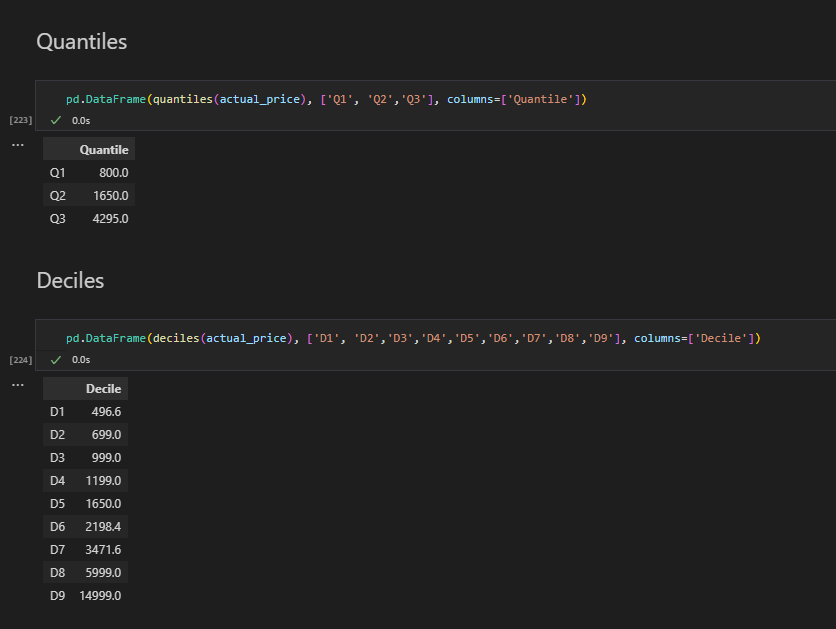 Quantiles
pd.DataFrame(quantiles(actual_price), ['Q1', 'Q2','Q3'], columns=['Quantile'])
[223]
0.0s
...
Quantile
Q1 800.0
Q2 1650.0
Q3 4295.0
Deciles
pd.DataFrame(deciles(actual_price), ['D1', 'D2','D3','D4','D5','D6','D7','D8','D9'], columns=['Decile'])
[224]
0.0s
...
Decile
D1 496.6
D2 699.0
D3 999.0
D4 1199.0
D5 1650.0
D6 2198.4
D7 3471.6
D8 5999.0
D9 14999.0